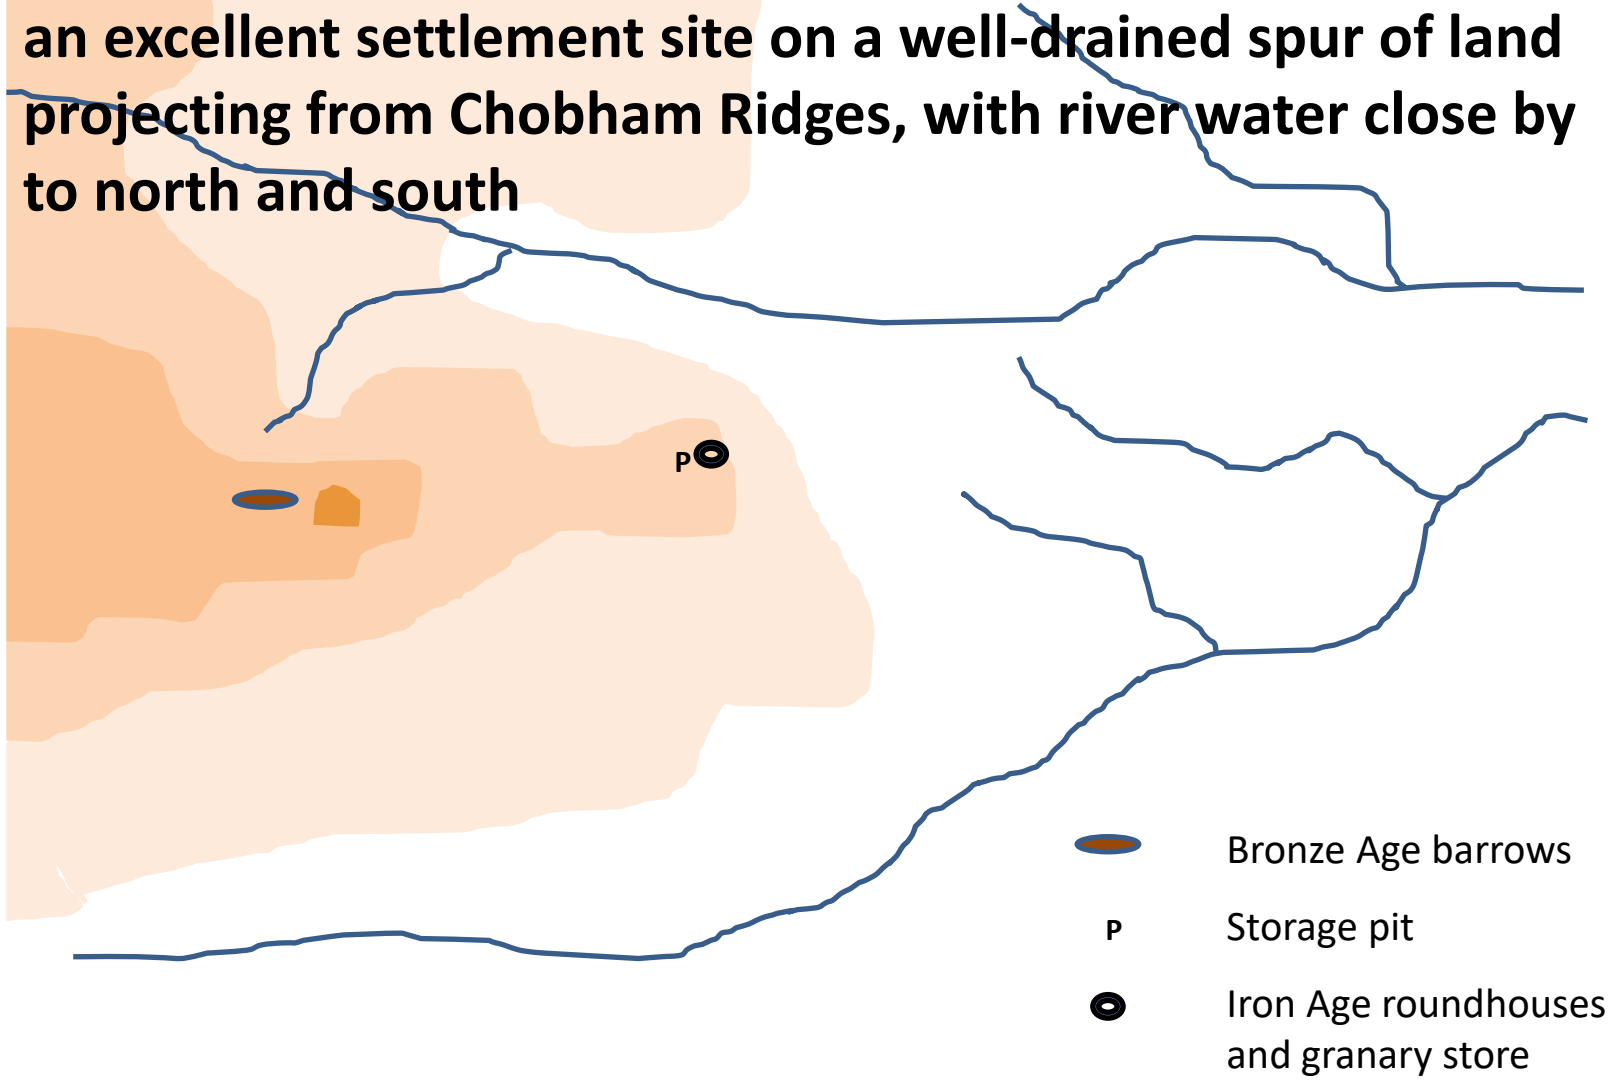 an excellent settlement site on a well-drained spur of land
projecting from Chobham Ridges, with river water close by
to north and south
P
Bronze Age barrows
P Storage pit
Iron Age roundhouses
and granary store